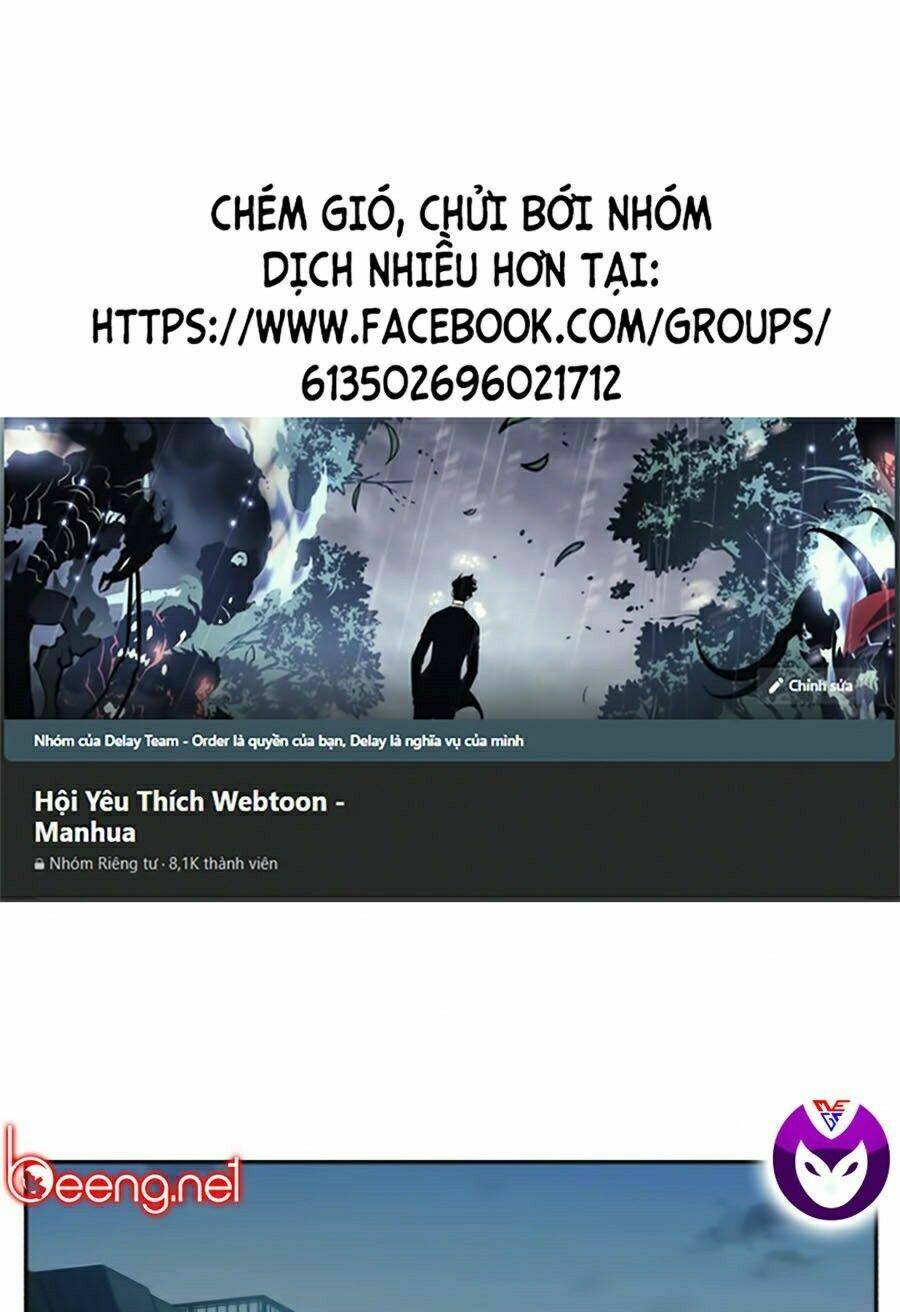 CHÉM GIÓ, CHỬI BỚI NHÓM
DỊCH NHIỀU HƠN TẠI:
HTTPS://WWW.FACEBOOK.COM/GROUPS/
613502696021712
Chỉnh sửa
Nhóm của Delay Team - Order là quyền của bạn, Delay là nghĩa vụ của mình
Hội Yêu Thích Webtoon -
Manhua
Nhóm Riêng tư · 8,1K thành viên
beeng.net